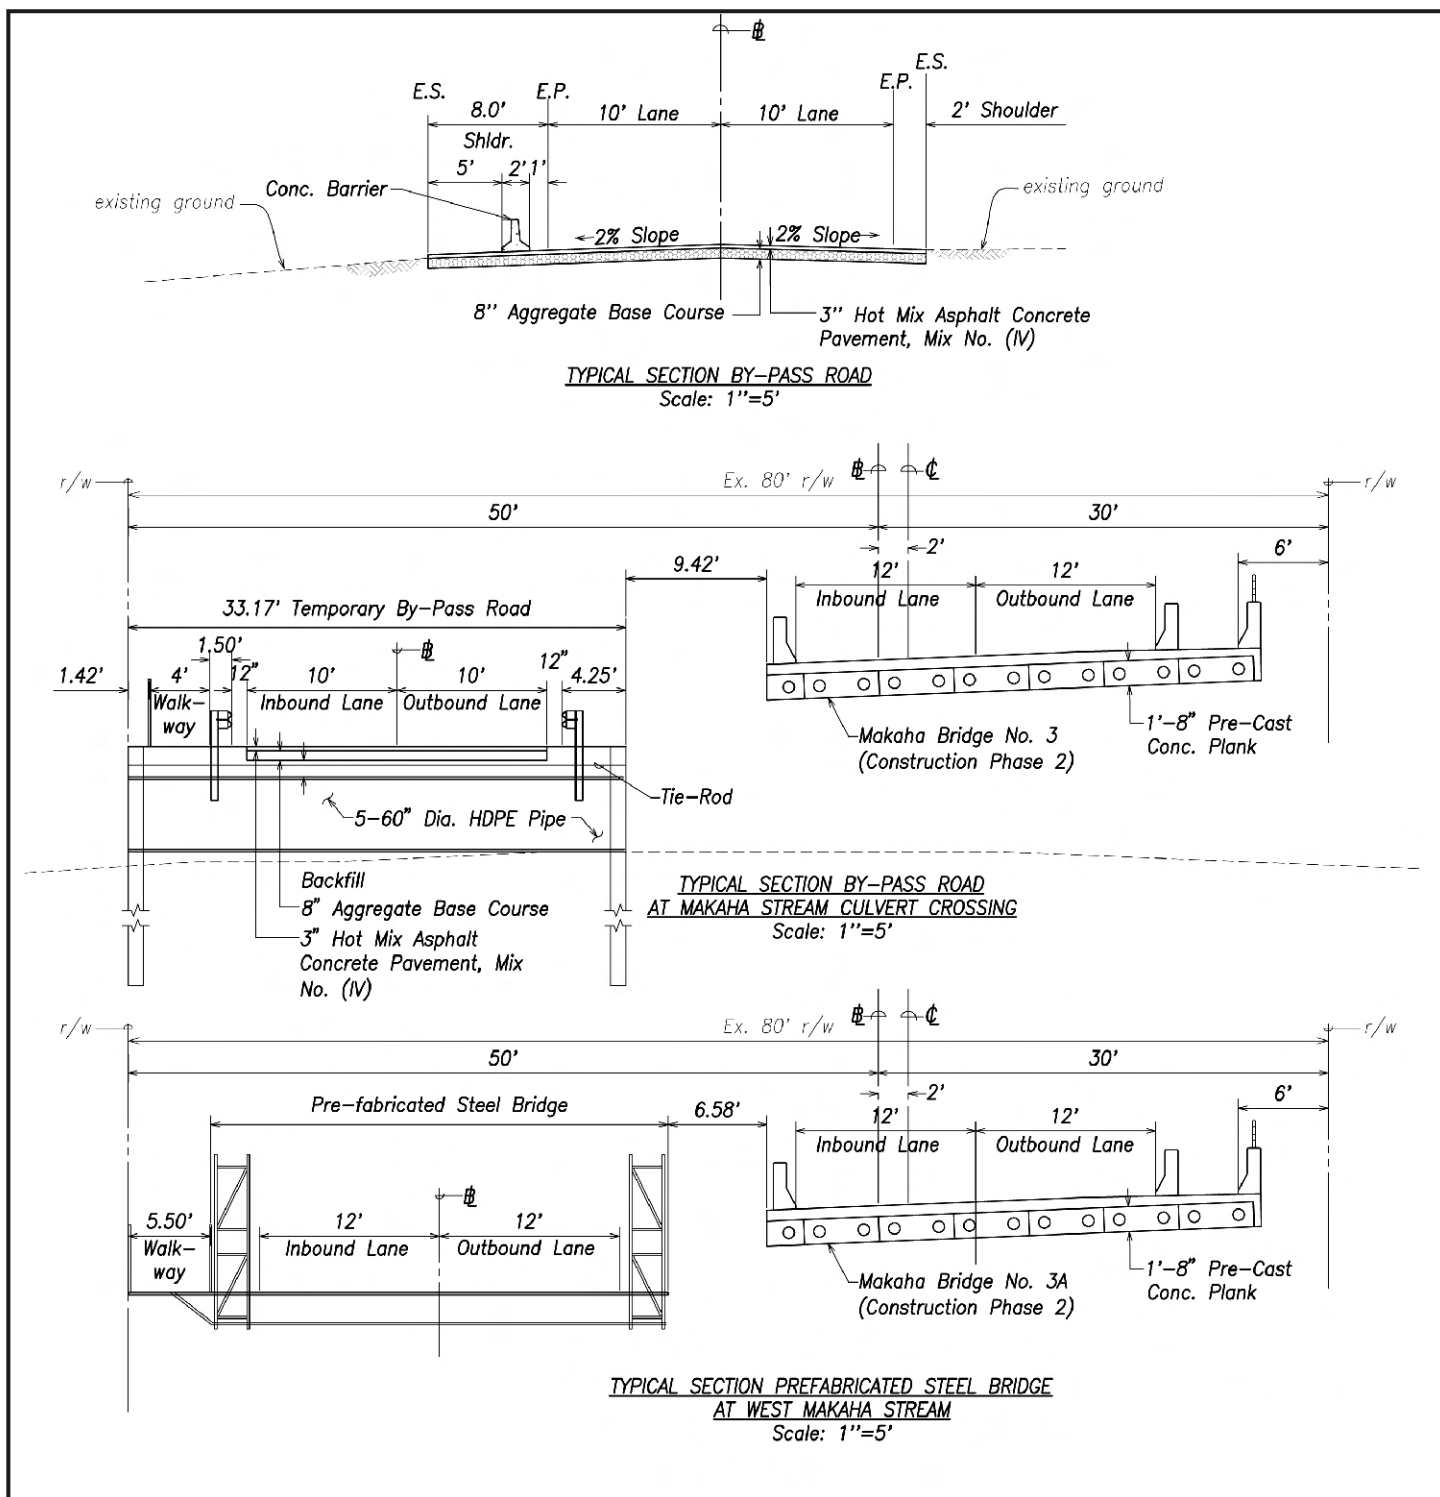 B̶L
E.S.
E.S. E.P. E.P.
8.0' 10' Lane 10' Lane 2' Shoulder
Shldr.
5' 2' 1'
Conc. Barrier
existing ground existing ground
2% Slope 2% Slope
8'' Aggregate Base Course 3'' Hot Mix Asphalt Concrete
Pavement, Mix No. (IV)
TYPICAL SECTION BY-PASS ROAD
Scale: 1''=5'
r/w Ex. 80' r/w B̶L ℄ r/w
50' 30'
2' 6'
9.42' 12' 12'
Inbound Lane Outbound Lane
33.17' Temporary By-Pass Road
1.50' B̶L
1.42' 4' 12" 10' 10' 12" 4.25'
Walk- Inbound Lane Outbound Lane
way
Makaha Bridge No. 3
(Construction Phase 2)
1'-8" Pre-Cast
Conc. Plank
Tie-Rod
5-60" Dia. HDPE Pipe
Backfill
8" Aggregate Base Course
3" Hot Mix Asphalt
Concrete Pavement, Mix
No. (IV)
TYPICAL SECTION BY-PASS ROAD
AT MAKAHA STREAM CULVERT CROSSING
Scale: 1''=5'
r/w Ex. 80' r/w B̶L ℄ r/w
50' 30'
2' 6'
Pre-fabricated Steel Bridge 6.58' 12' 12'
Inbound Lane Outbound Lane
B̶L
5.50' 12' 12'
Walk- Inbound Lane Outbound Lane
way
Makaha Bridge No. 3A
(Construction Phase 2)
1'-8" Pre-Cast
Conc. Plank
TYPICAL SECTION PREFABRICATED STEEL BRIDGE
AT WEST MAKAHA STREAM
Scale: 1''=5'